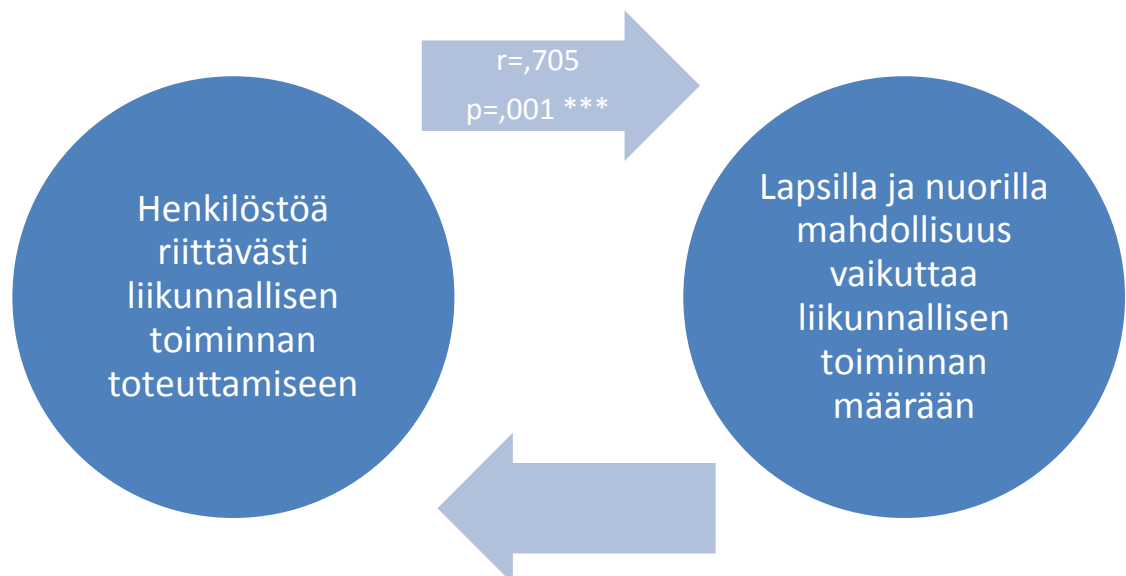 r=,705
p=,001 ***
Henkilöstöä
riittävästi
liikunnallisen
toiminnan
toteuttamiseen
Lapsilla ja nuorilla
mahdollisuus
vaikuttaa
liikunnallisen
toiminnan
määrään